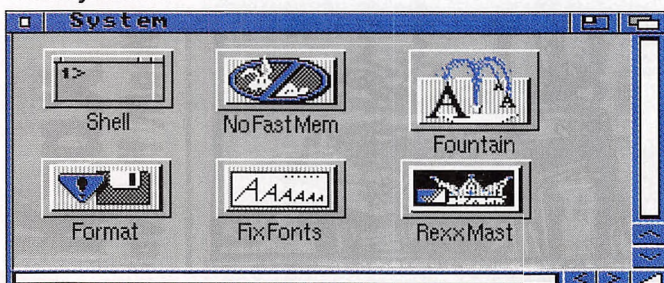 System
1>
Shell
NoFastMem
A A A
Fountain
Format
AAAAAA
FixFonts
RexxMast